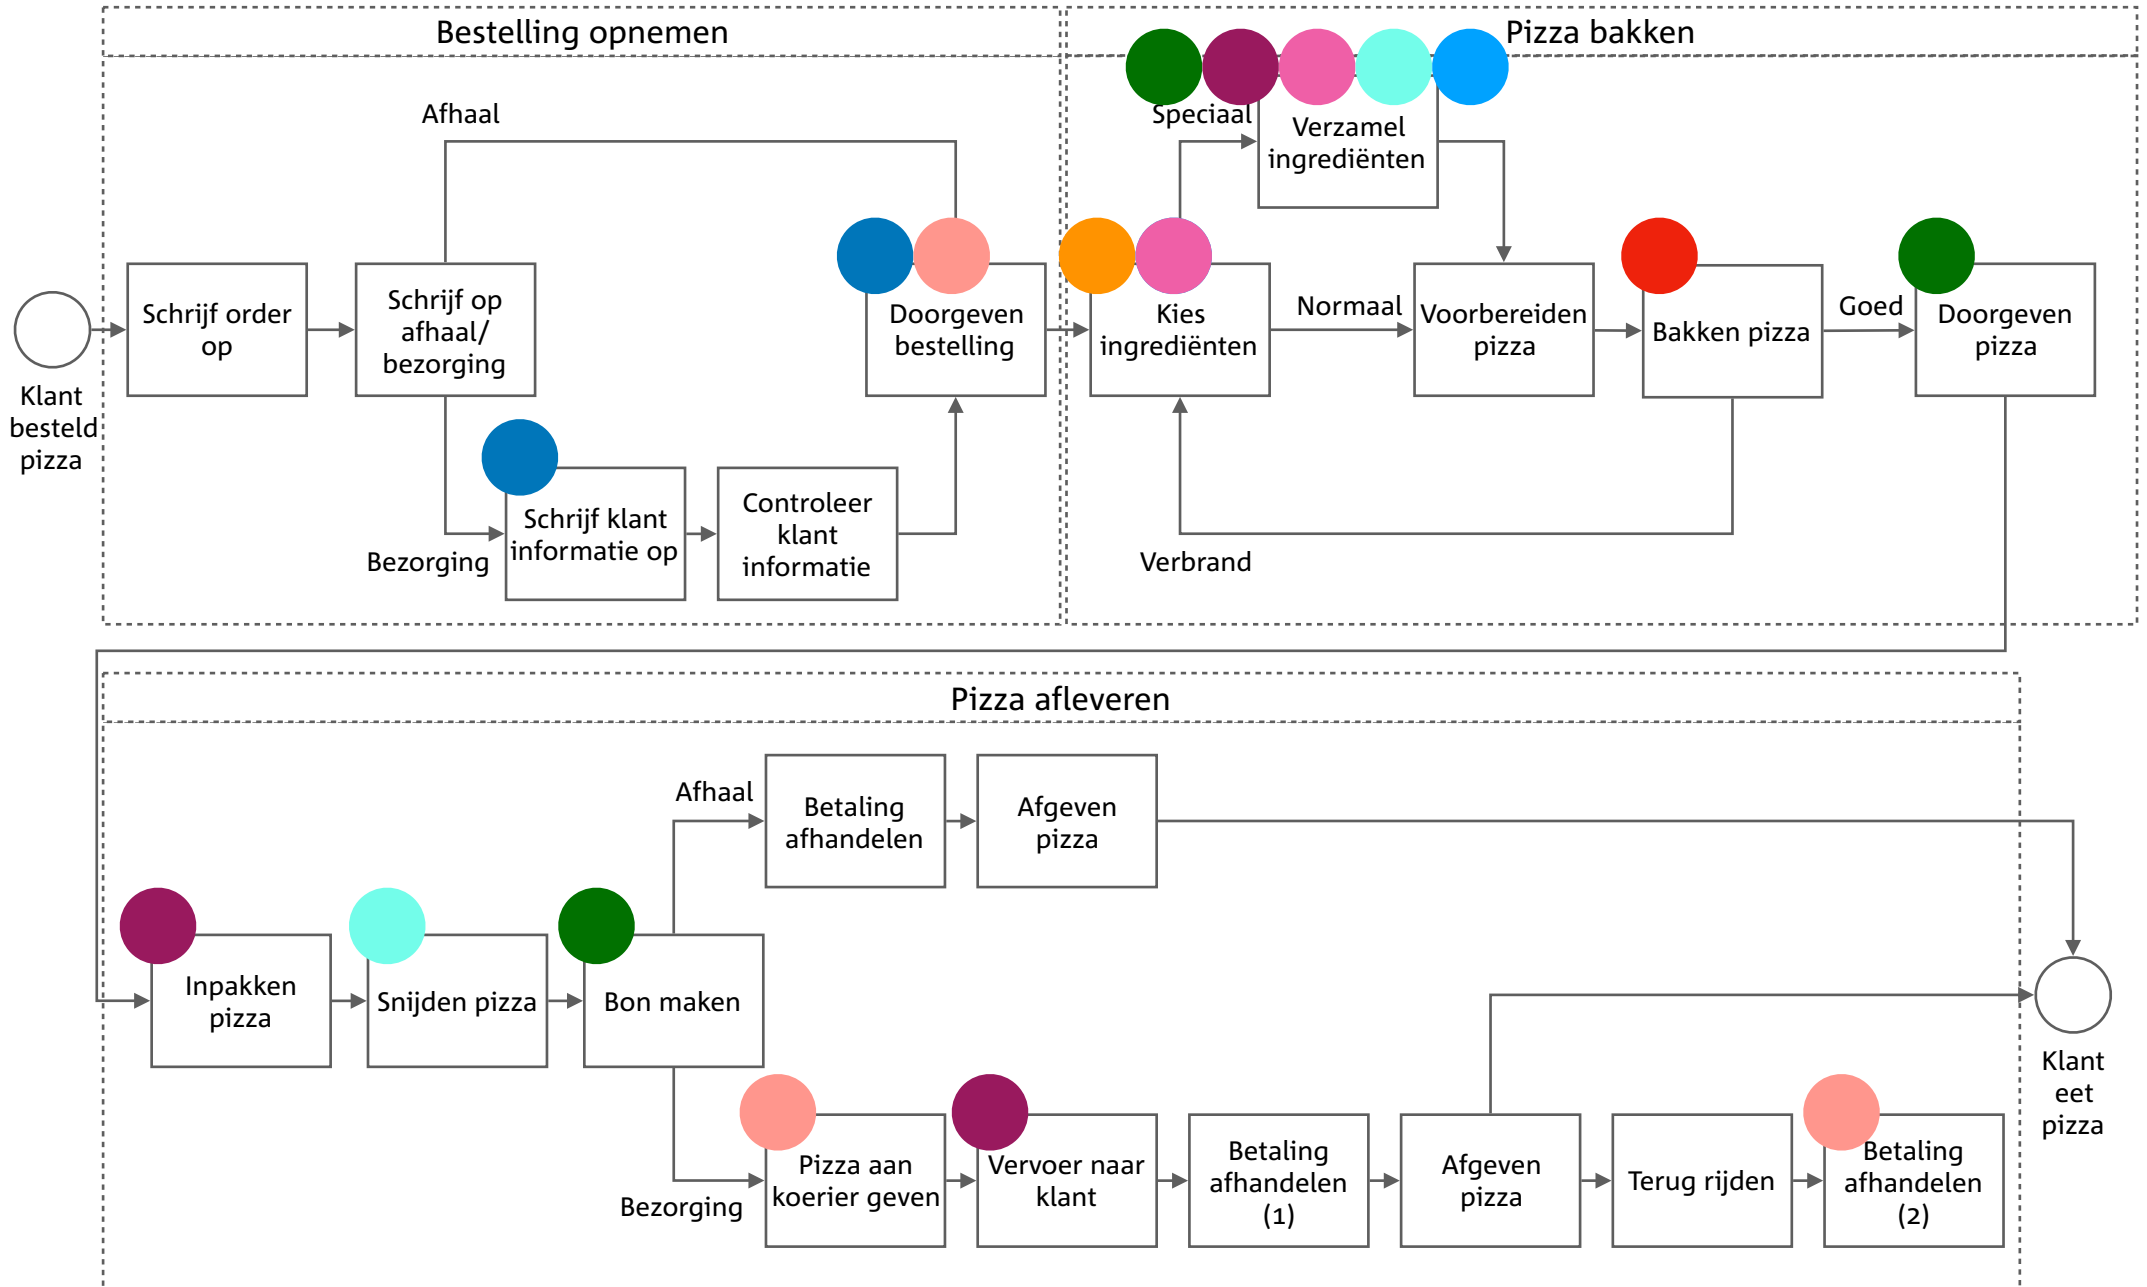 Bestelling opnemen
Pizza bakken
Afhaal
Speciaal
Verzamel
ingrediënten
Klant
besteld
pizza
Schrijf order
op
Schrijf op
afhaal/
bezorging
Doorgeven
bestelling
Kies
ingrediënten
Normaal
Voorbereiden
pizza
Bakken pizza
Goed
Doorgeven
pizza
Bezorging
Schrijf klant
informatie op
Controleer
klant
informatie
Verbrand
Pizza afleveren
Afhaal
Betaling
afhandelen
Afgeven
pizza
Inpakken
pizza
Snijden pizza
Bon maken
Bezorging
Pizza aan
koerier geven
Vervoer naar
klant
Betaling
afhandelen
(1)
Afgeven
pizza
Terug rijden
Betaling
afhandelen
(2)
Klant
eet
pizza